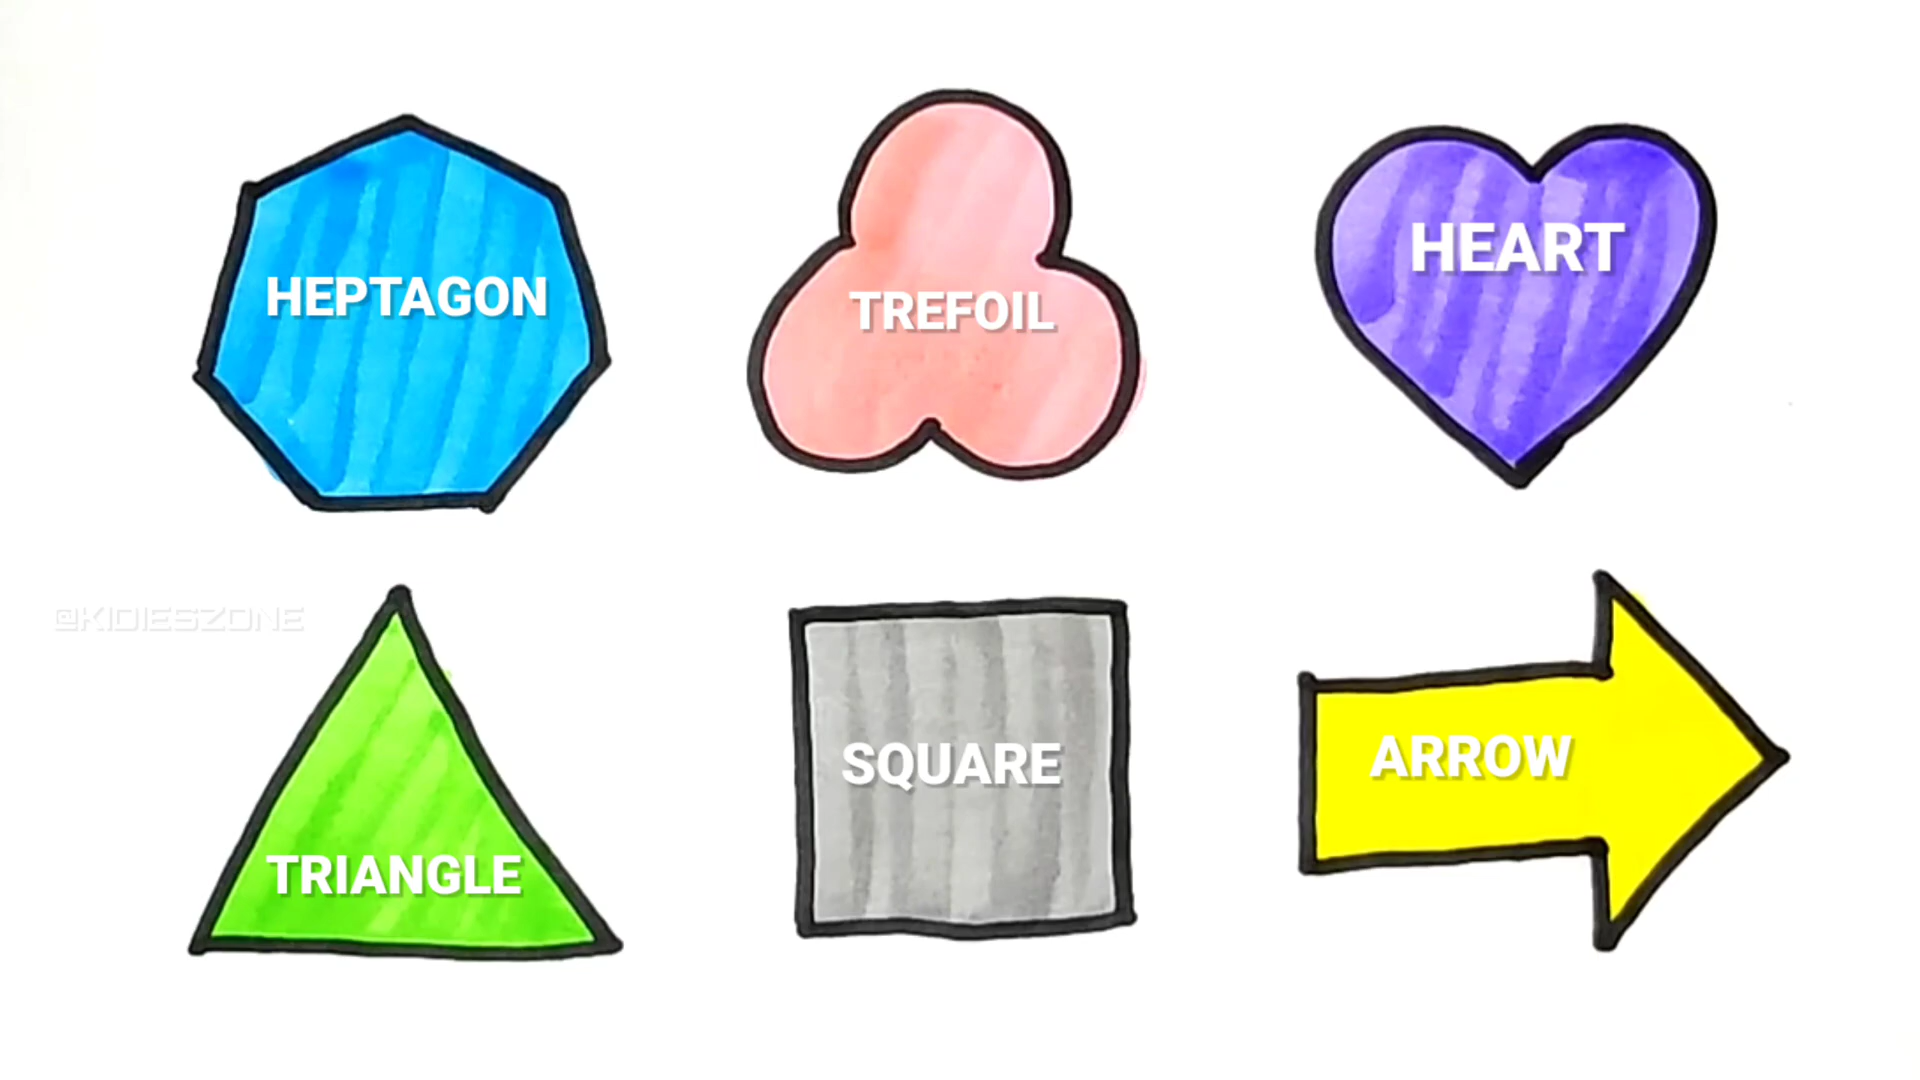 HEPTAGON
TREFOIL
HEART
@KIDIESZONE
TRIANGLE
SQUARE
ARROW